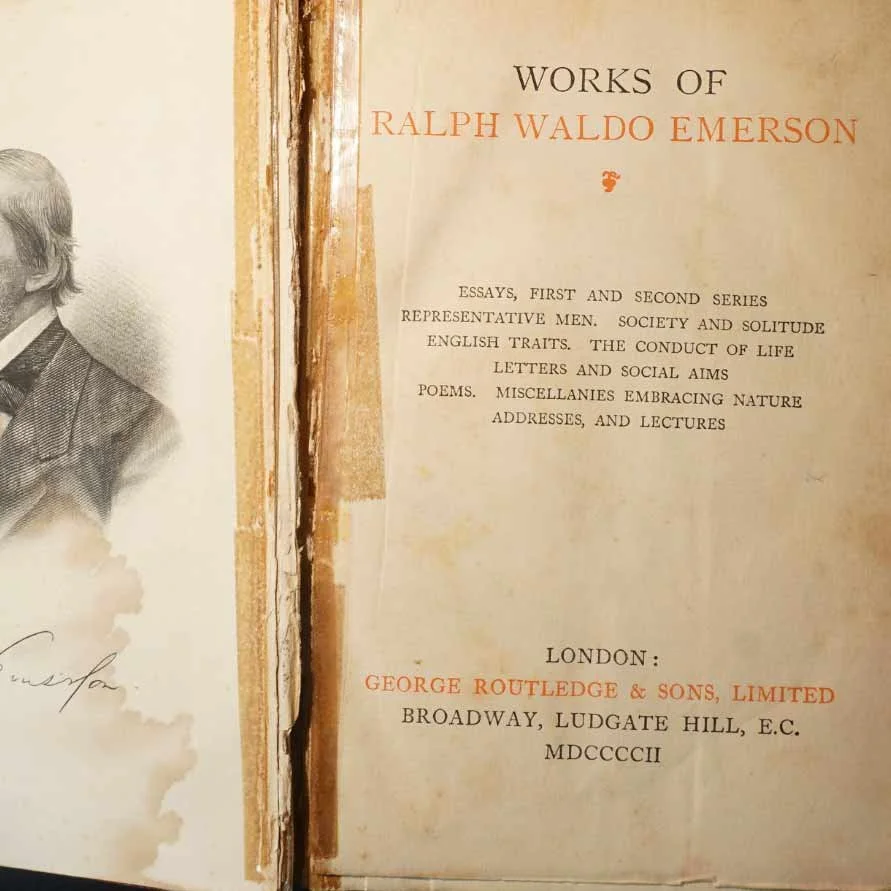 WORKS OF
RALPH WALDO EMERSON
ESSAYS, FIRST AND SECOND SERIES
REPRESENTATIVE MEN. SOCIETY AND SOLITUDE
ENGLISH TRAITS. THE CONDUCT OF LIFE
LETTERS AND SOCIAL AIMS
POEMS. MISCELLANIES EMBRACING NATURE
ADDRESSES, AND LECTURES
LONDON:
GEORGE ROUTLEDGE & SONS, LIMITED
BROADWAY, LUDGATE HILL, E.C.
MDCCCCII